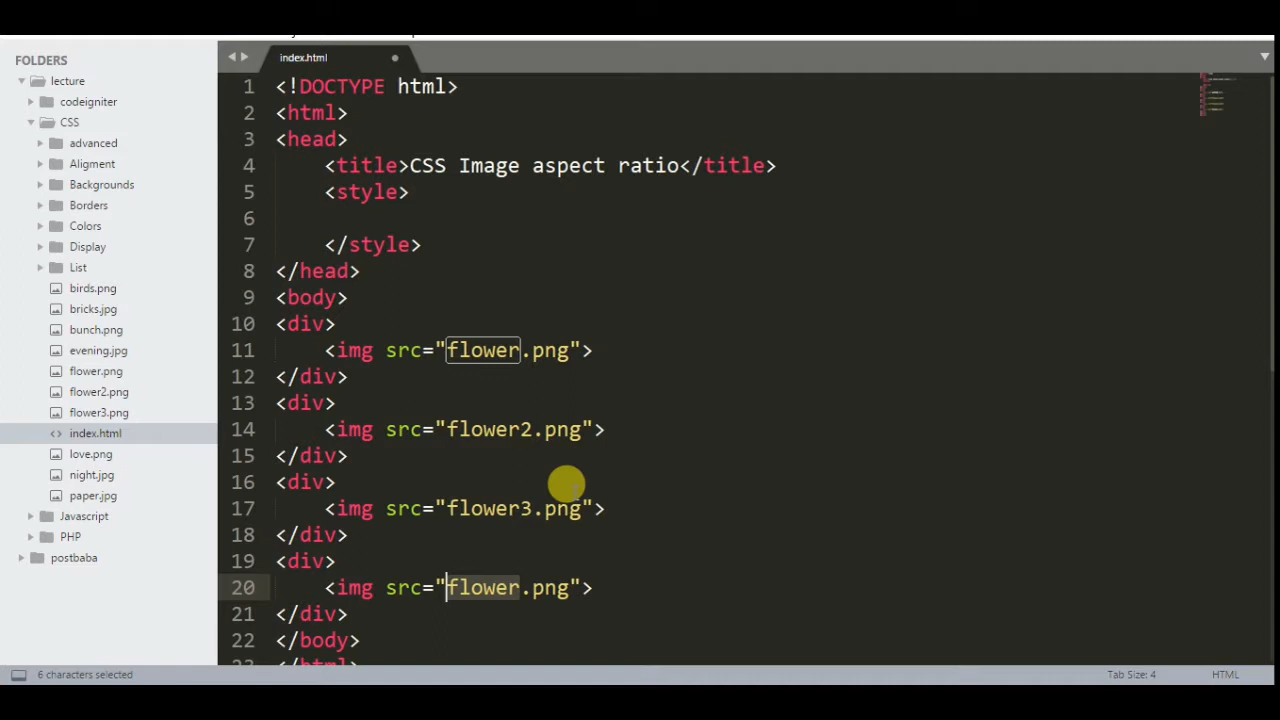 FOLDERS
lecture
codeigniter
CSS
advanced
Aligment
Backgrounds
Borders
Colors
Display
List
birds.png
bricks.jpg
bunch.png
evening.jpg
flower.png
flower2.png
flower3.png
index.html
love.png
night.jpg
paper.jpg
Javascript
PHP
postbaba
index.html
1 <!DOCTYPE html>
2 <html>
3 <head>
4 <title>CSS Image aspect ratio</title>
5 <style>
6
7 </style>
8 </head>
9 <body>
10 <div>
11 <img src="flower.png">
12 </div>
13 <div>
14 <img src="flower2.png">
15 </div>
16 <div>
17 <img src="flower3.png">
18 </div>
19 <div>
20 <img src="flower.png">
21 </div>
22 </body>
23 </html>
6 characters selected
Tab Size: 4
HTML